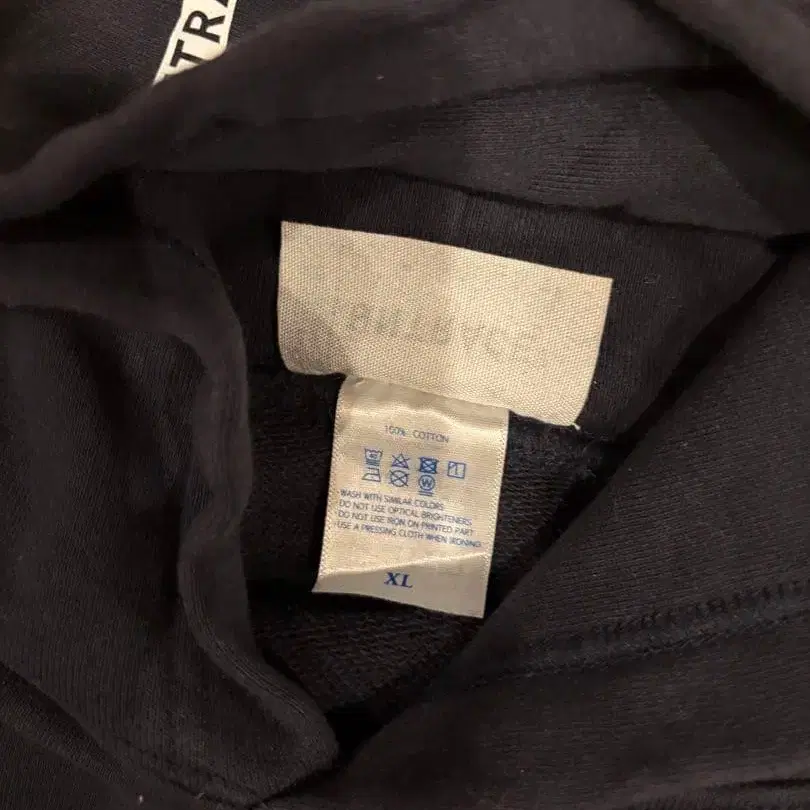 TRA
100% COTTON
WASH WITH SIMILAR COLORS
DO NOT USE OPTICAL BRIGHTENERS
DO NOT USE IRON ON PRINTED PART
USE A PRESSING CLOTH WHEN IRONING
XL